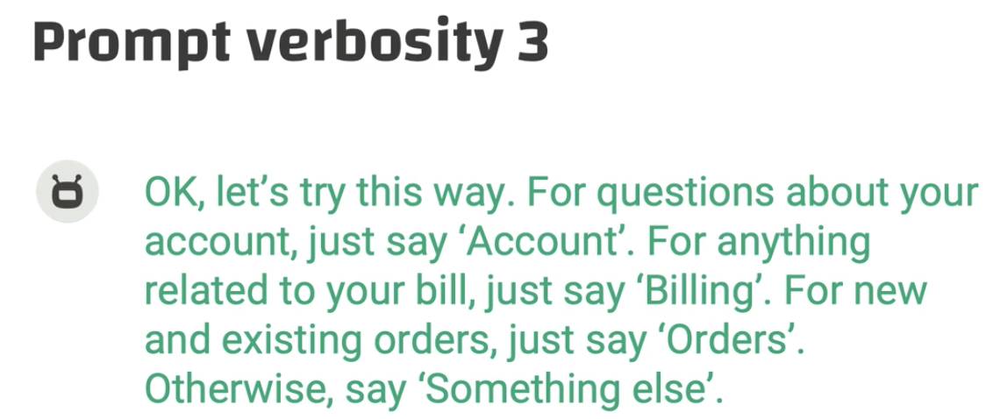 Prompt verbosity 3
OK, let’s try this way. For questions about your
account, just say ‘Account’. For anything
related to your bill, just say ‘Billing’. For new
and existing orders, just say ‘Orders’.
Otherwise, say ‘Something else’.